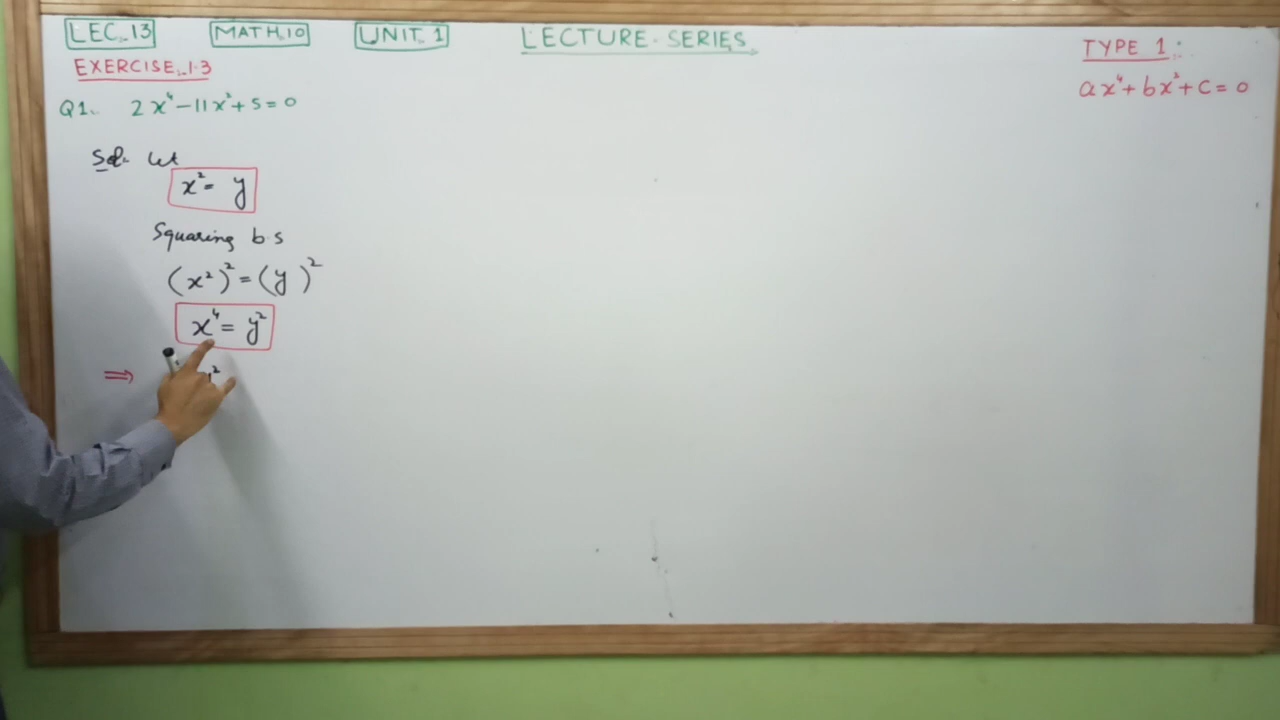 LEC. 13 MATH.10 UNIT. 1 LECTURE SERIES
TYPE 1:
EXERCISE. 1.3
ax⁴ + bx² + c = 0
Q1. 2x⁴ − 11x² + 5 = 0
Sol. Let
x² = y
Squaring b.s
(x²)² = (y)²
x⁴ = y²
⇒